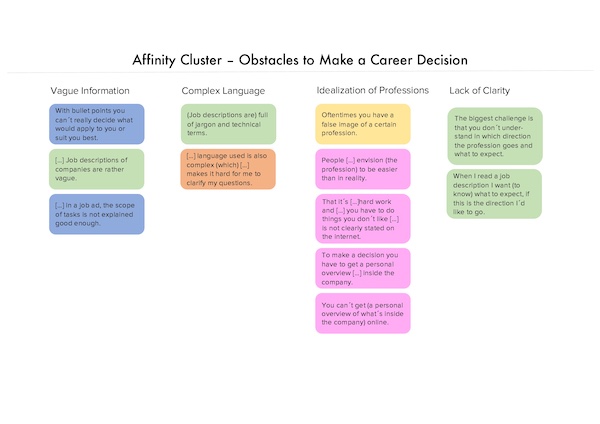 Affinity Cluster – Obstacles to Make a Career Decision
Vague Information
With bullet points you
can´t really decide what
would apply to you or
suit you best.
[...] Job descriptions of
companies are rather
vague.
[...] in a job ad, the scope
of tasks is not explained
good enough.
Complex Language
(Job descriptions are) full
of jargon and technical
terms.
[...] language used is also
complex (which) [...]
makes it hard for me to
clarify my questions.
Idealization of Professions
Oftentimes you have a
false image of a certain
profession.
People [...] envision (the
profession) to be easier
than in reality.
That it´s [...]hard work
and [...] you have to do
things you don´t like [...]
is not clearly stated on
the internet.
To make a decision you
have to get a personal
overview [...] inside the
company.
You can´t get (a personal
overview of what´s inside
the company) online.
Lack of Clarity
The biggest challenge is
that you don´t under-
stand in which direction
the profession goes and
what to expect.
When I read a job
description I want (to
know) what to expect, if
this is the direction I´d
like to go.